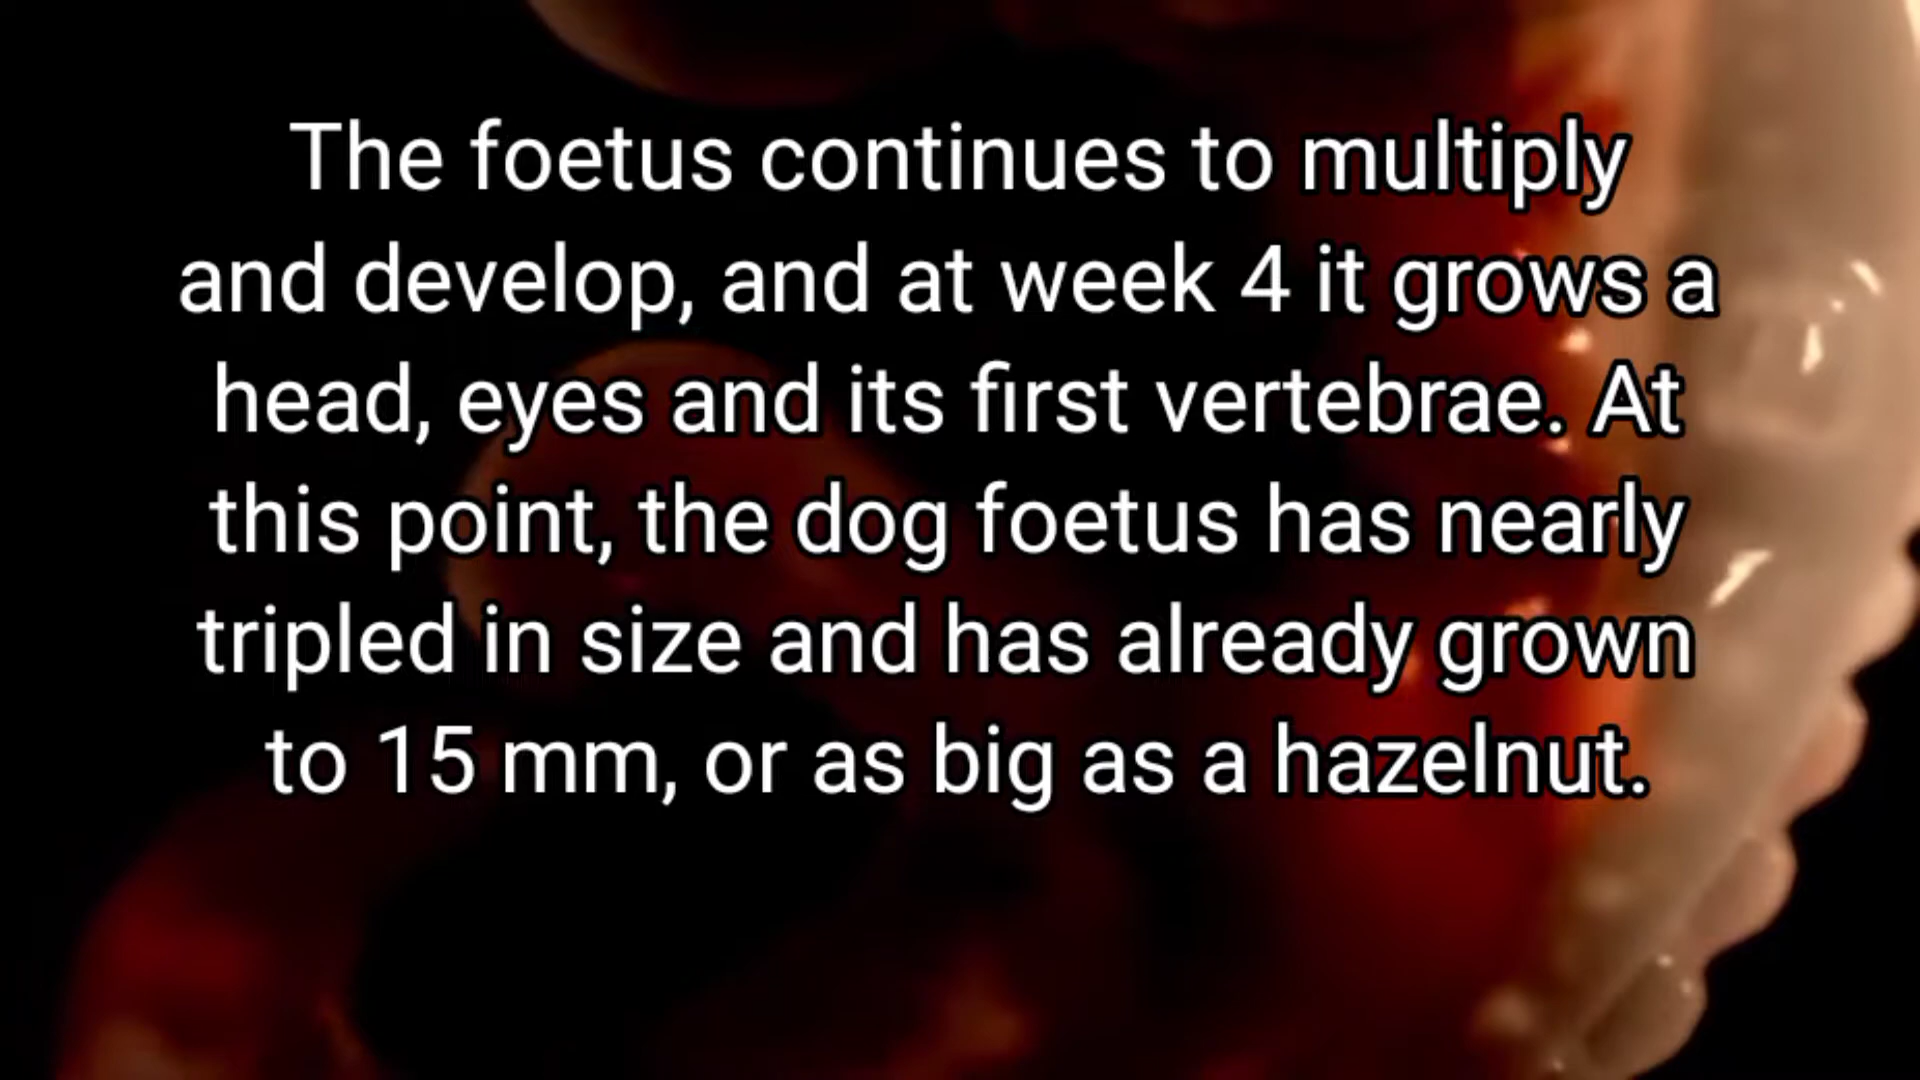 The foetus continues to multiply
and develop, and at week 4 it grows a
head, eyes and its first vertebrae. At
this point, the dog foetus has nearly
tripled in size and has already grown
to 15 mm, or as big as a hazelnut.